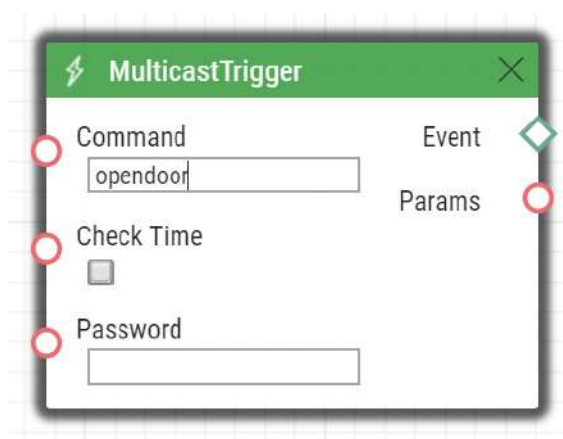 MulticastTrigger
Command
Event
opendoor
Params
Check Time
Password